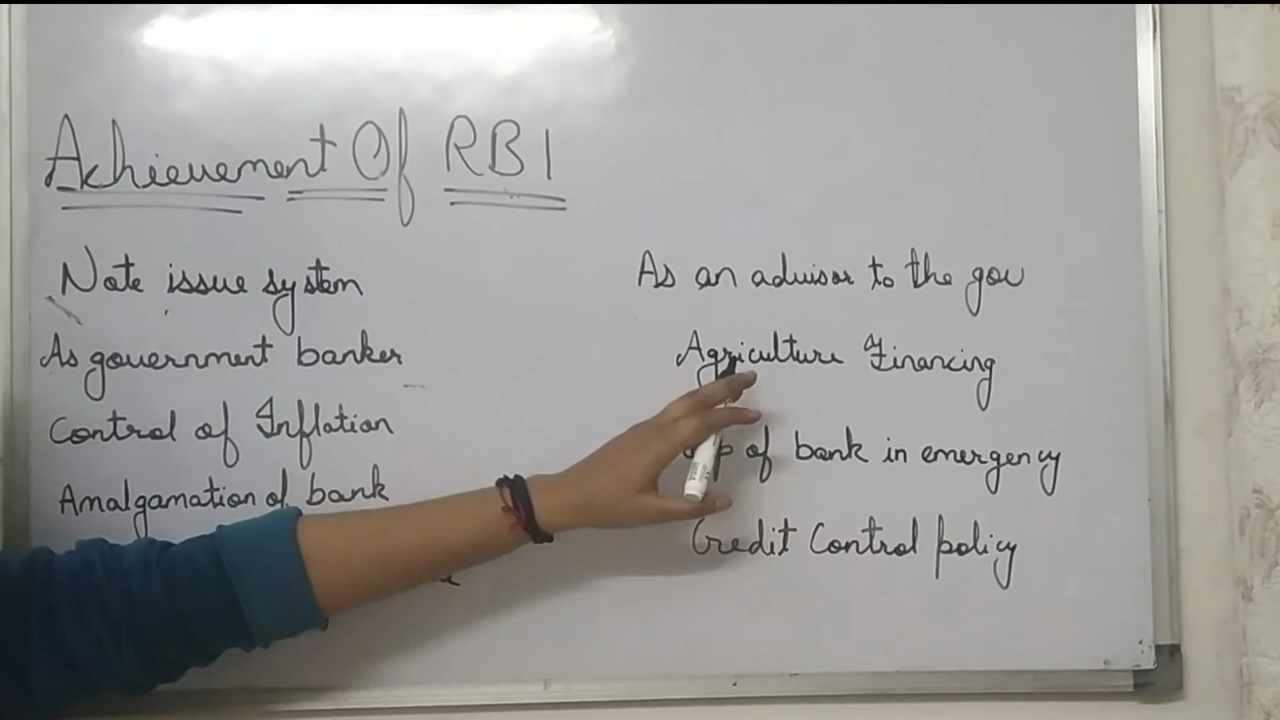 Achievement Of RBI
Note issue system
As government banker
Control of Inflation
Amalgamation of bank
As an advisor to the gov
Agriculture Financing
of bank in emergency
Credit Control policy